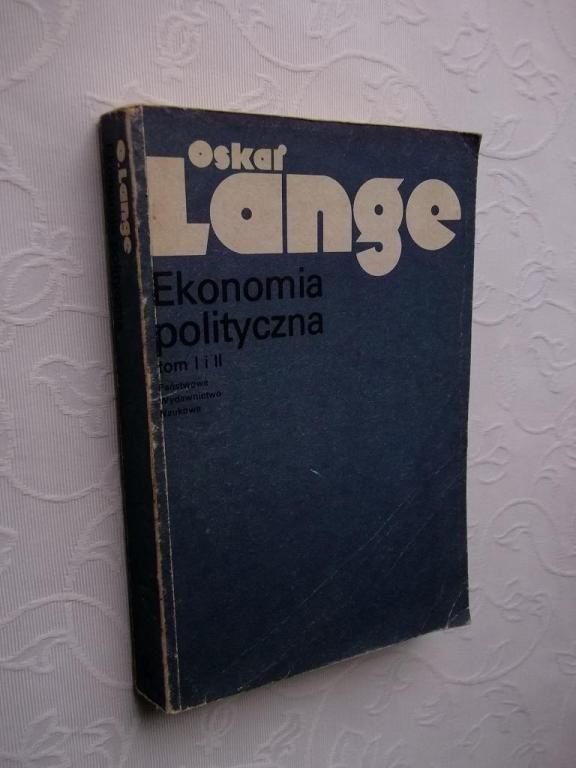 Oskar
Lange
Ekonomia
polityczna
tom I i II
Państwowe
Wydawnictwo
Naukowe
O. Lange